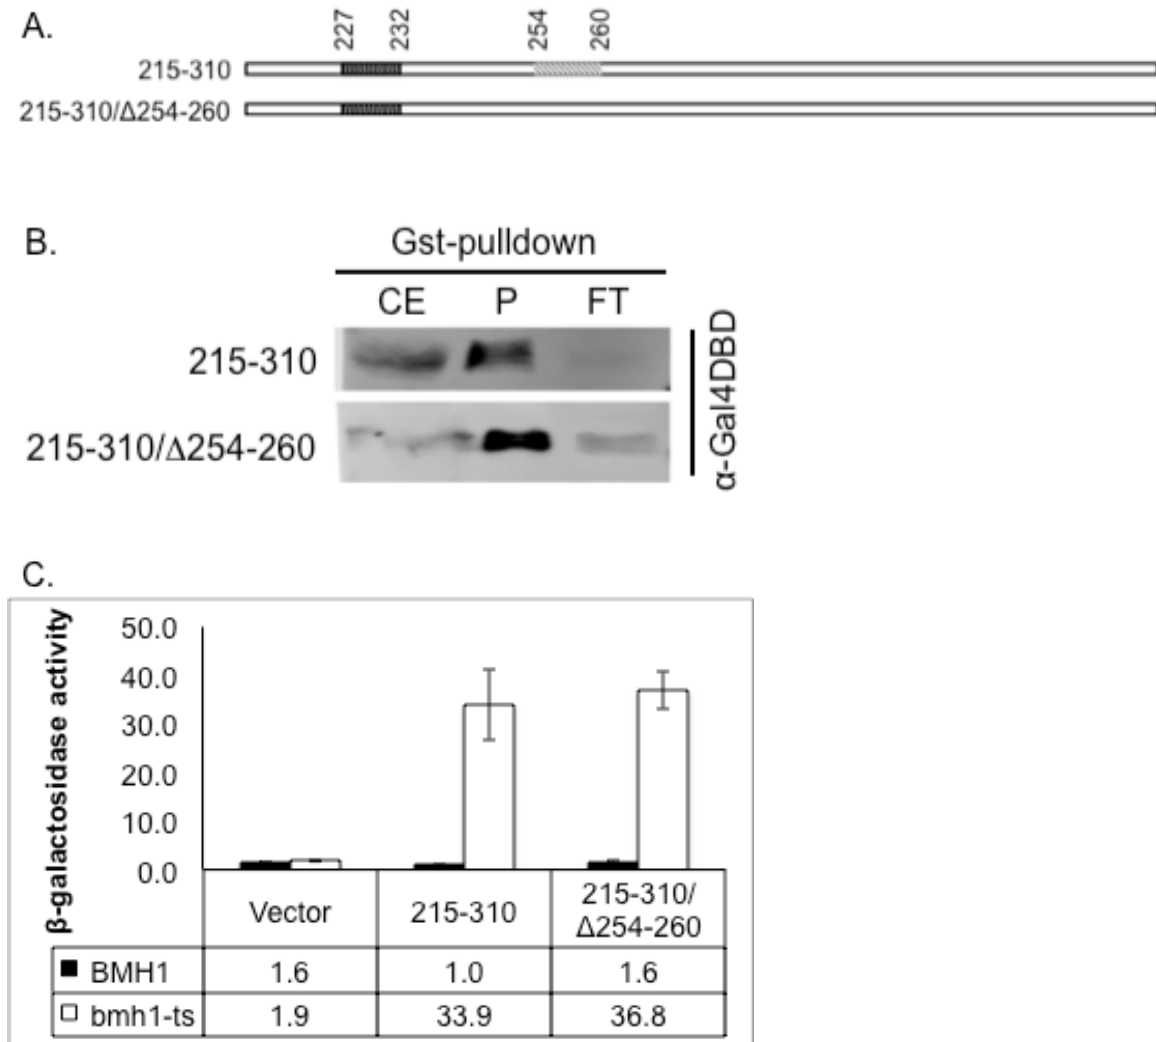 A.
227 232 254 260
215-310
215-310/Δ254-260
B.
Gst-pulldown
CE P FT
215-310
215-310/Δ254-260
α-Gal4DBD
C.
β-galactosidase activity
50.0
40.0
30.0
20.0
10.0
0.0
Vector 215-310 215-310/
Δ254-260
BMH1 1.6 1.0 1.6
bmh1-ts 1.9 33.9 36.8